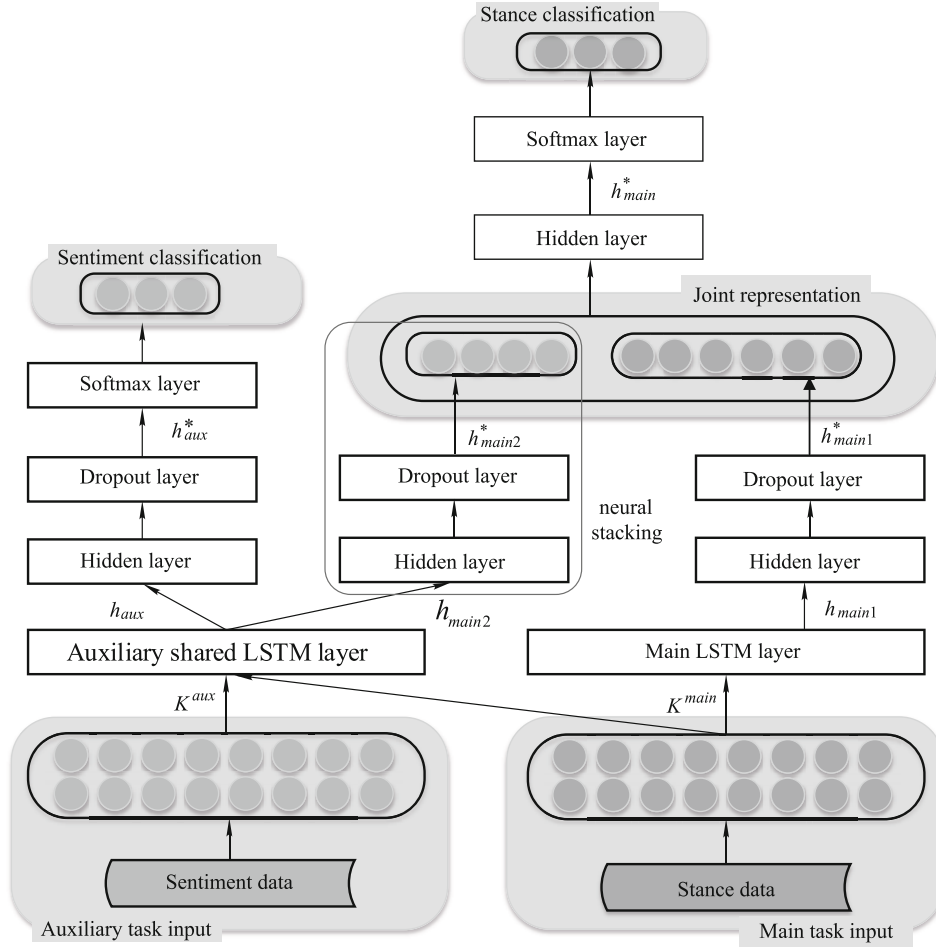 Stance classification
Softmax layer
h*main
Hidden layer
Sentiment classification
Joint representation
Softmax layer
h*aux
h*main2
h*main1
Dropout layer
Dropout layer
Dropout layer
neural
stacking
Hidden layer
Hidden layer
Hidden layer
haux
hmain2
hmain1
Auxiliary shared LSTM layer
Main LSTM layer
Kaux
Kmain
Sentiment data
Stance data
Auxiliary task input
Main task input